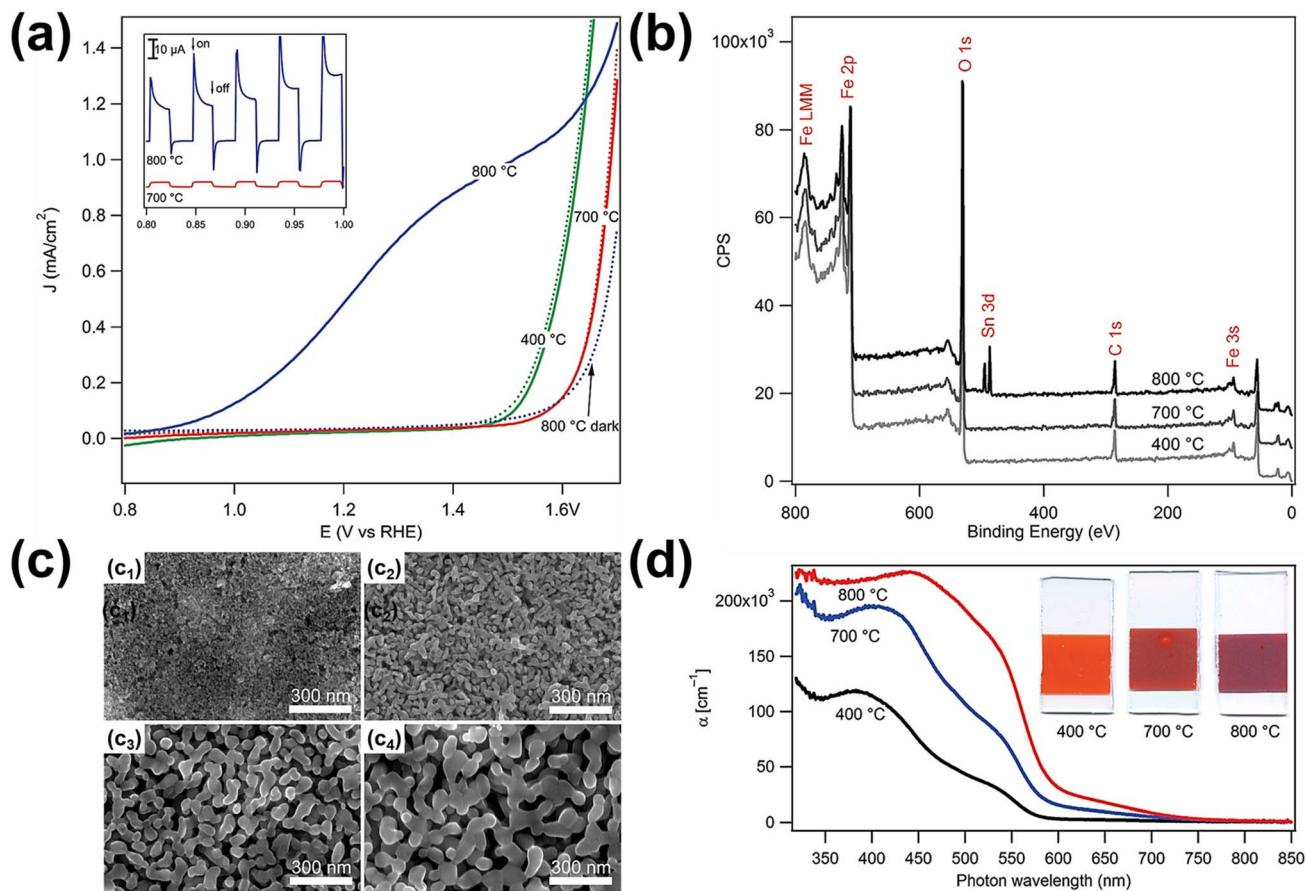 (a)
1.4
1.2
1.0
0.8
0.6
0.4
0.2
0.0
J (mA/cm²)
10 µA
on
off
800 °C
700 °C
0.80 0.85 0.90 0.95 1.00
800 °C
700 °C
400 °C
800 °C dark
0.8 1.0 1.2 1.4 1.6V
E (V vs RHE)
(b)
100x10³
80
60
40
20
0
CPS
Fe LMM
Fe 2p
O 1s
Sn 3d
C 1s
Fe 3s
800 °C
700 °C
400 °C
800 600 400 200 0
Binding Energy (eV)
(c)
(c₁)
(c₁)
300 nm
(c₂)
(c₂)
300 nm
(c₃)
300 nm
(c₄)
300 nm
(d)
200x10³
150
100
50
0
α [cm⁻¹]
800 °C
700 °C
400 °C
400 °C 700 °C 800 °C
350 400 450 500 550 600 650 700 750 800 850
Photon wavelength (nm)